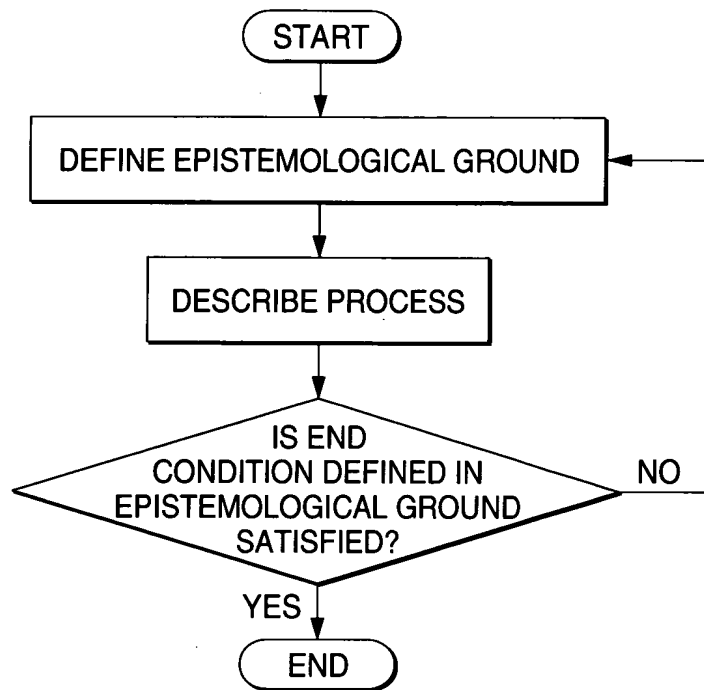 START
DEFINE EPISTEMOLOGICAL GROUND
DESCRIBE PROCESS
IS END
CONDITION DEFINED IN
EPISTEMOLOGICAL GROUND
SATISFIED?
NO
YES
END